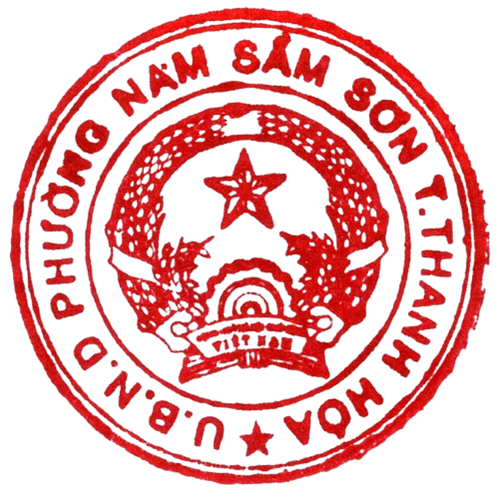 U.B.N.D PHƯỜNG NAM SẦM SƠN T.THANH HÓA
VIỆT NAM